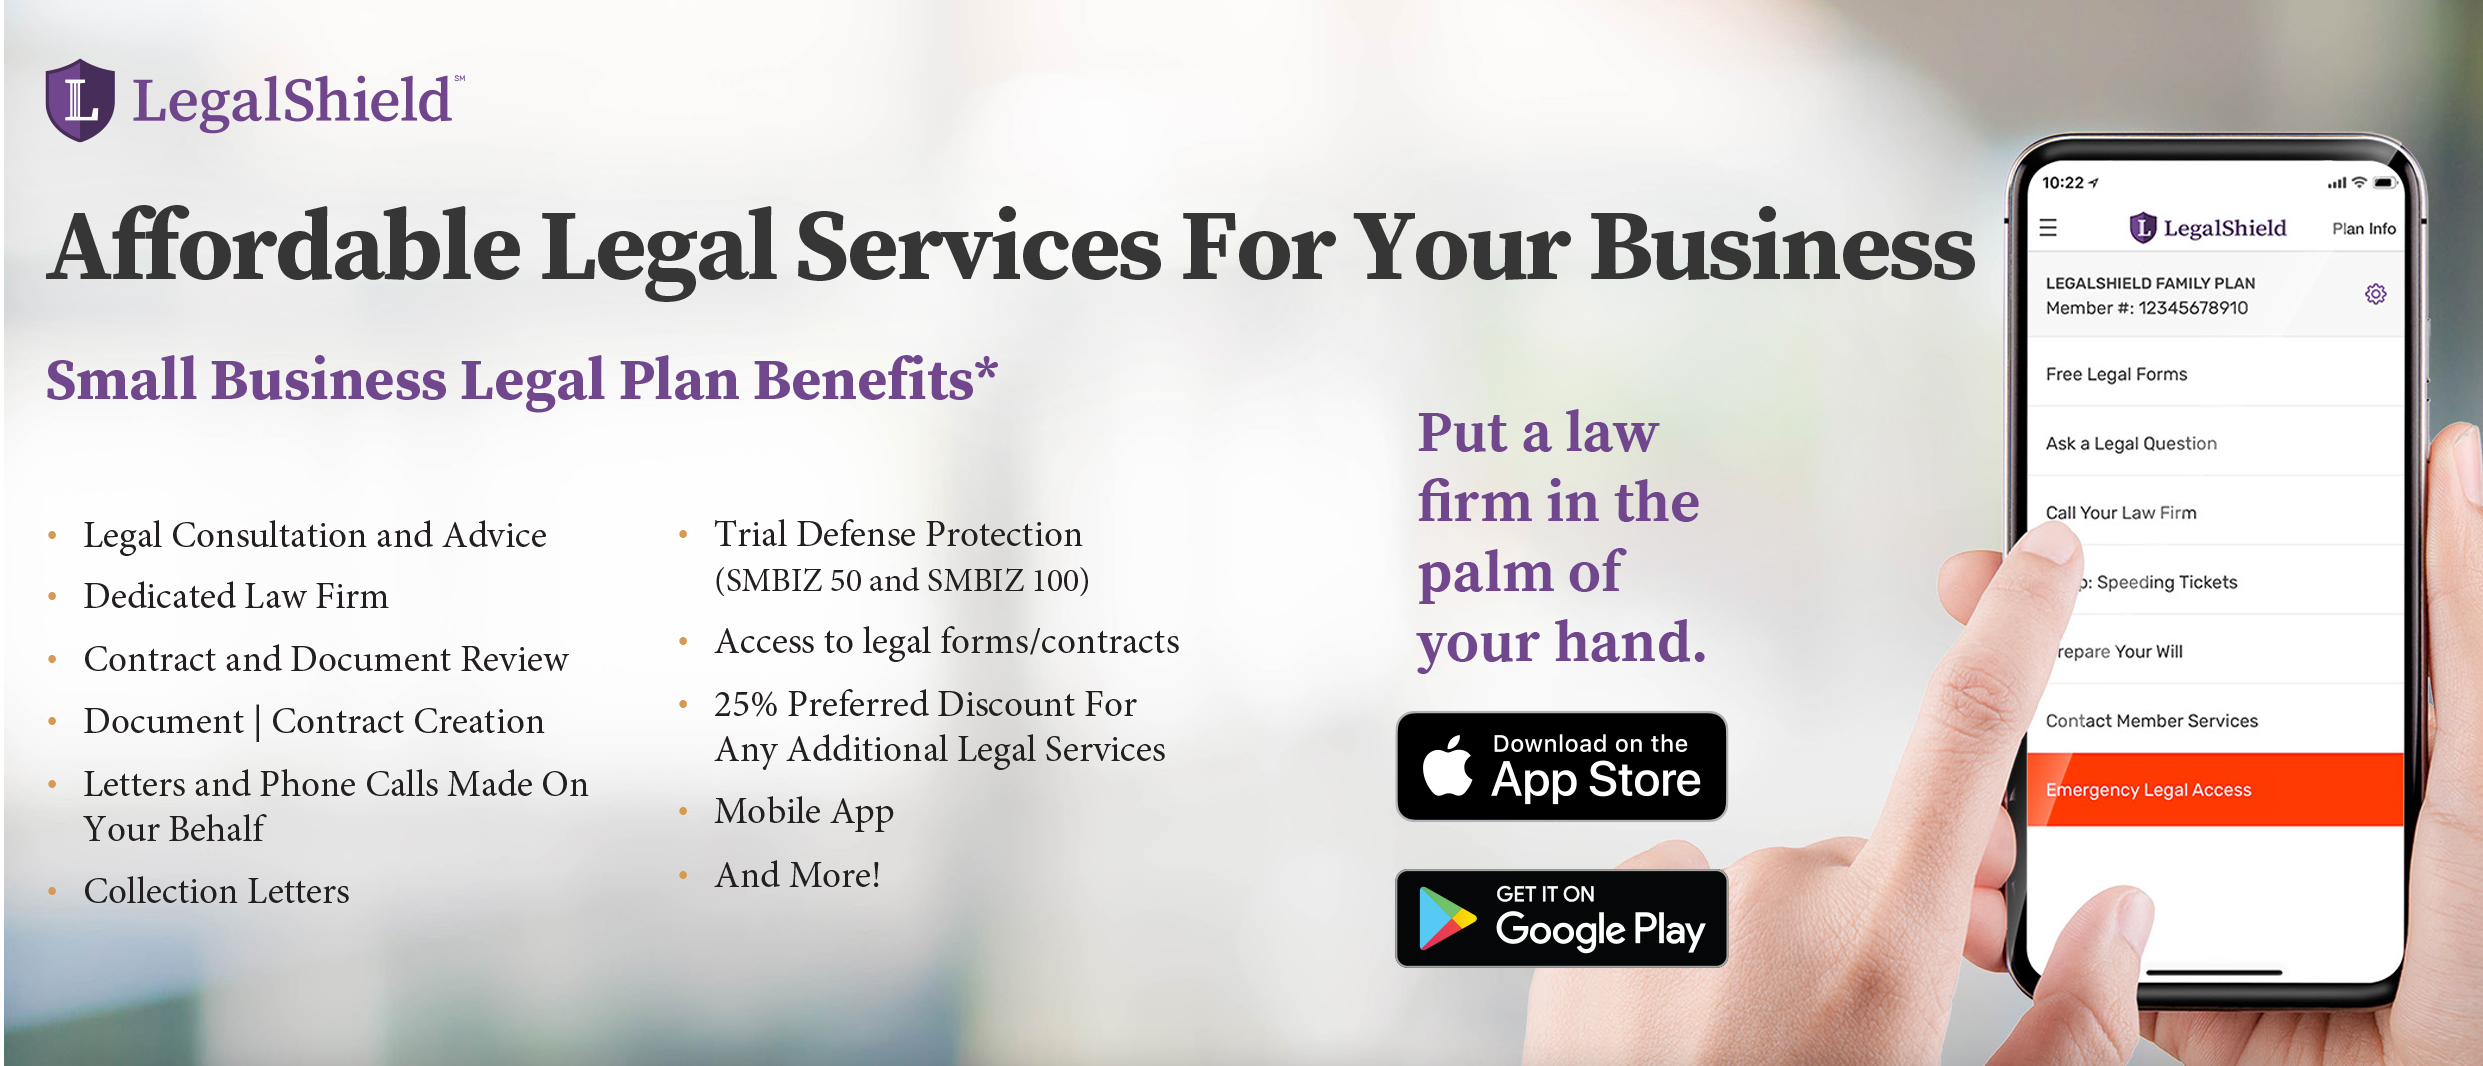 L LegalShield℠
Affordable Legal Services For Your Business
Small Business Legal Plan Benefits*
• Legal Consultation and Advice
• Dedicated Law Firm
• Contract and Document Review
• Document | Contract Creation
• Letters and Phone Calls Made On
Your Behalf
• Collection Letters
• Trial Defense Protection
(SMBIZ 50 and SMBIZ 100)
• Access to legal forms/contracts
• 25% Preferred Discount For
Any Additional Legal Services
• Mobile App
• And More!
Put a law
firm in the
palm of
your hand.
Download on the
App Store
GET IT ON
Google Play
10:22
L LegalShield Plan Info
LEGALSHIELD FAMILY PLAN
Member #: 12345678910
Free Legal Forms
Ask a Legal Question
Call Your Law Firm
p: Speeding Tickets
repare Your Will
Contact Member Services
Emergency Legal Access